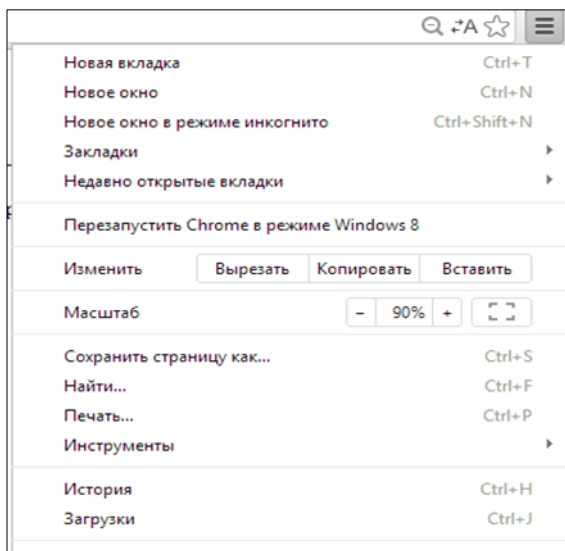 Новая вкладка Ctrl+T
Новое окно Ctrl+N
Новое окно в режиме инкогнито Ctrl+Shift+N
Закладки
Недавно открытые вкладки
Перезапустить Chrome в режиме Windows 8
Изменить Вырезать Копировать Вставить
Масштаб − 90% +
Сохранить страницу как... Ctrl+S
Найти... Ctrl+F
Печать... Ctrl+P
Инструменты
История Ctrl+H
Загрузки Ctrl+J